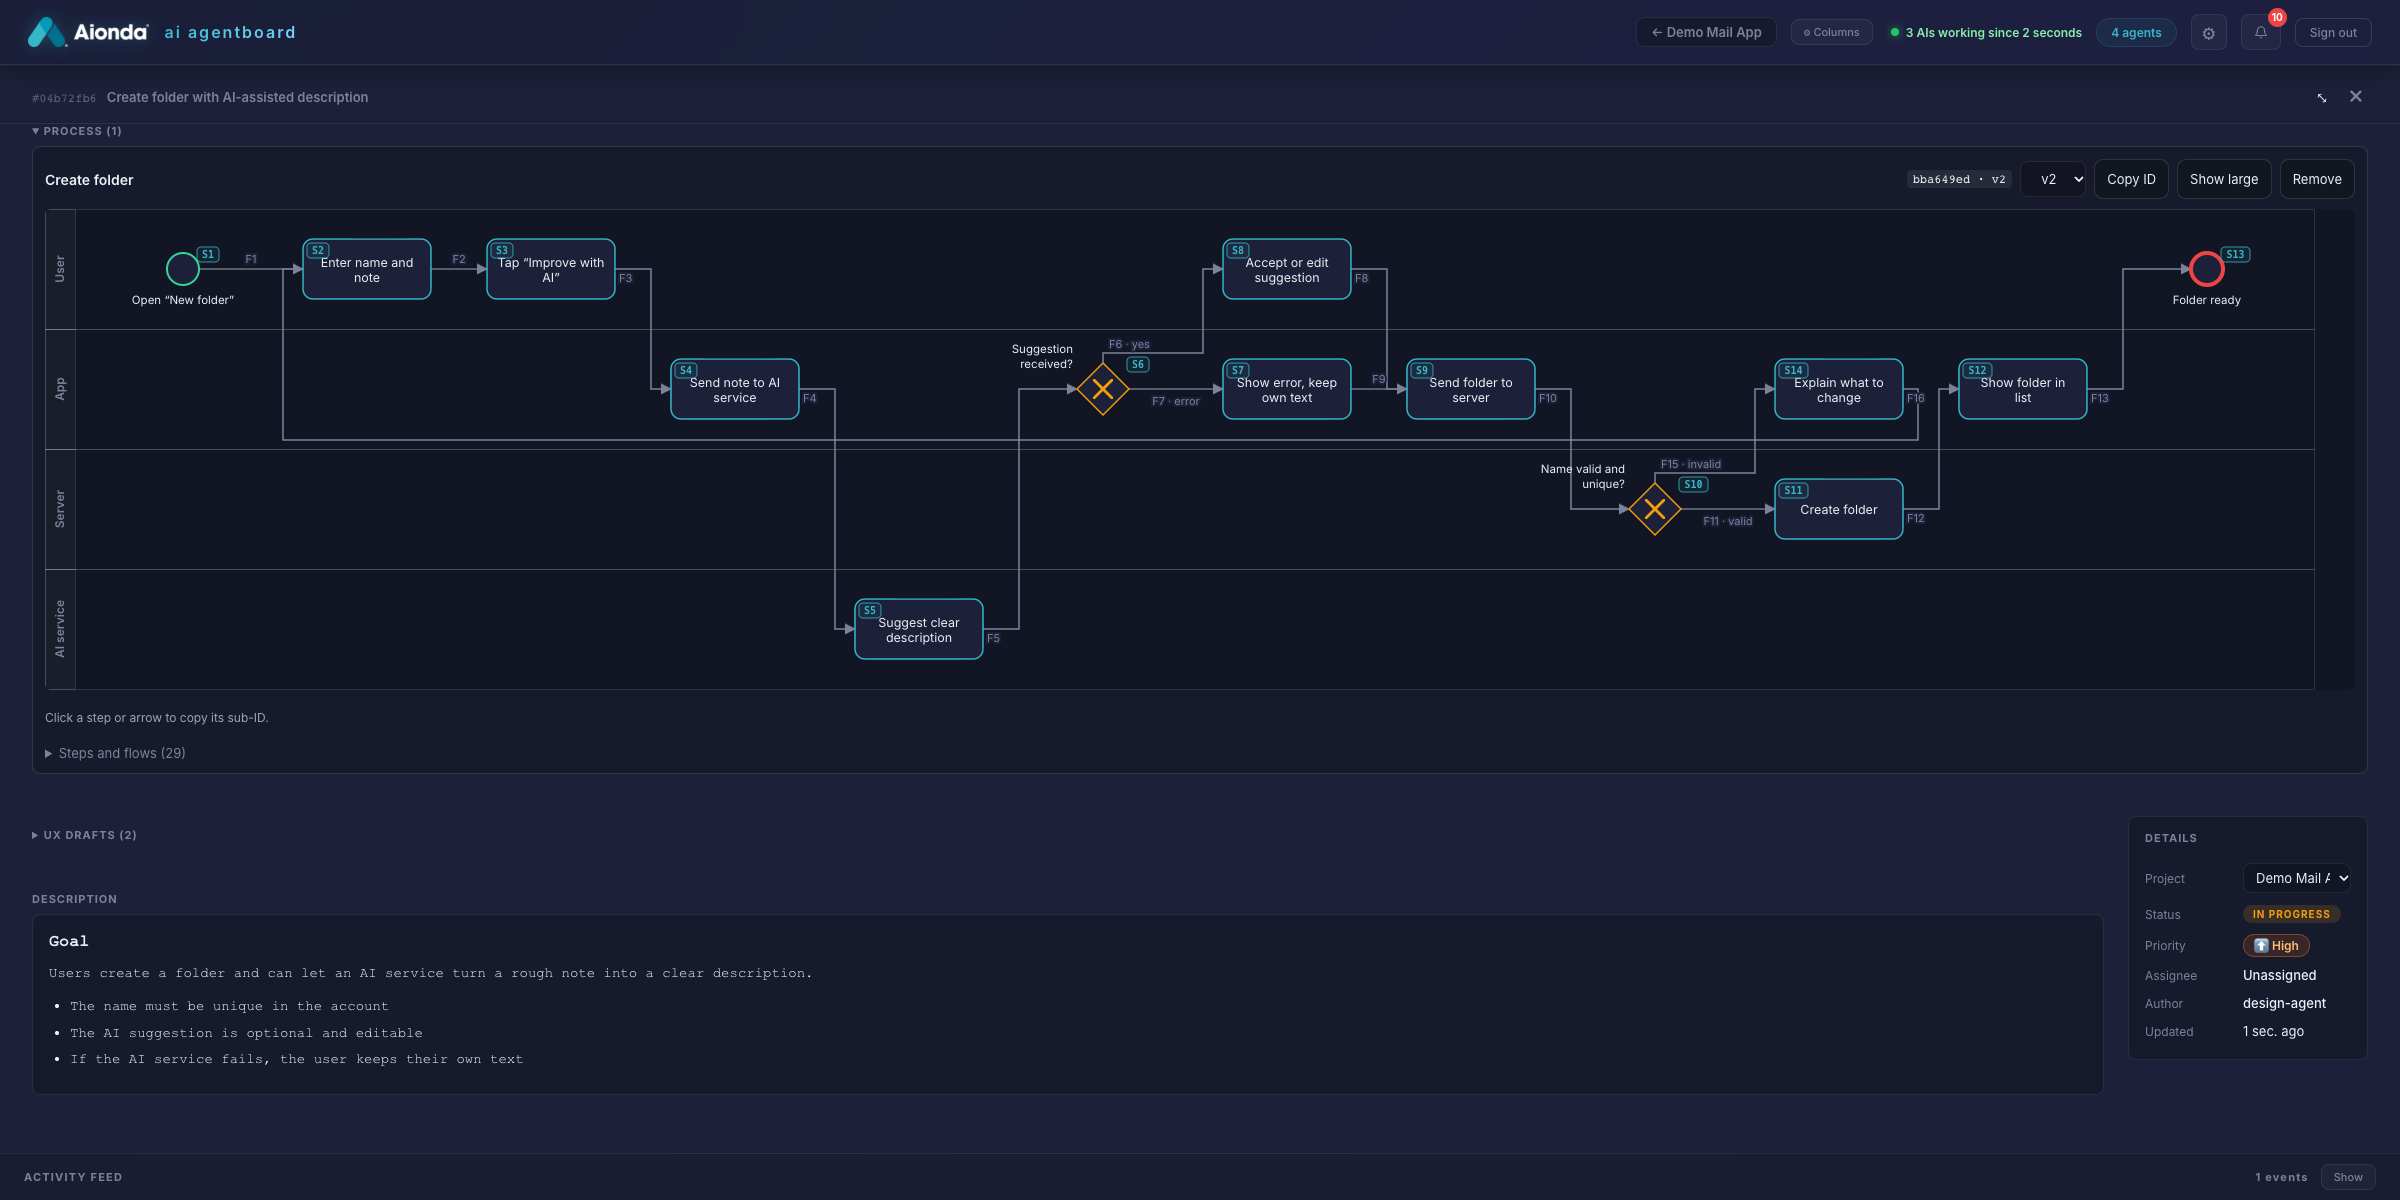 Aionda
ai agentboard
← Demo Mail App
⚙ Columns
3 AIs working since 2 seconds
4 agents
10
Sign out
#04b72fb6
Create folder with AI-assisted description
PROCESS (1)
Create folder
bba649ed · v2
v2
Copy ID
Show large
Remove
User
S1
F1
Open “New folder”
S2
Enter name and
note
F2
S3
Tap “Improve with
AI”
F3
S8
Accept or edit
suggestion
F8
S13
Folder ready
App
S4
Send note to AI
service
F4
Suggestion
received?
F6 · yes
S6
F7 · error
S7
Show error, keep
own text
F9
S9
Send folder to
server
F10
S14
Explain what to
change
F16
S12
Show folder in
list
F13
Server
Name valid and
unique?
F15 · invalid
S10
F11 · valid
S11
Create folder
F12
AI service
S5
Suggest clear
description
F5
Click a step or arrow to copy its sub-ID.
Steps and flows (29)
UX DRAFTS (2)
DESCRIPTION
Goal
Users create a folder and can let an AI service turn a rough note into a clear description.
• The name must be unique in the account
• The AI suggestion is optional and editable
• If the AI service fails, the user keeps their own text
DETAILS
Project
Demo Mail A
Status
IN PROGRESS
Priority
High
Assignee
Unassigned
Author
design-agent
Updated
1 sec. ago
ACTIVITY FEED
1 events
Show